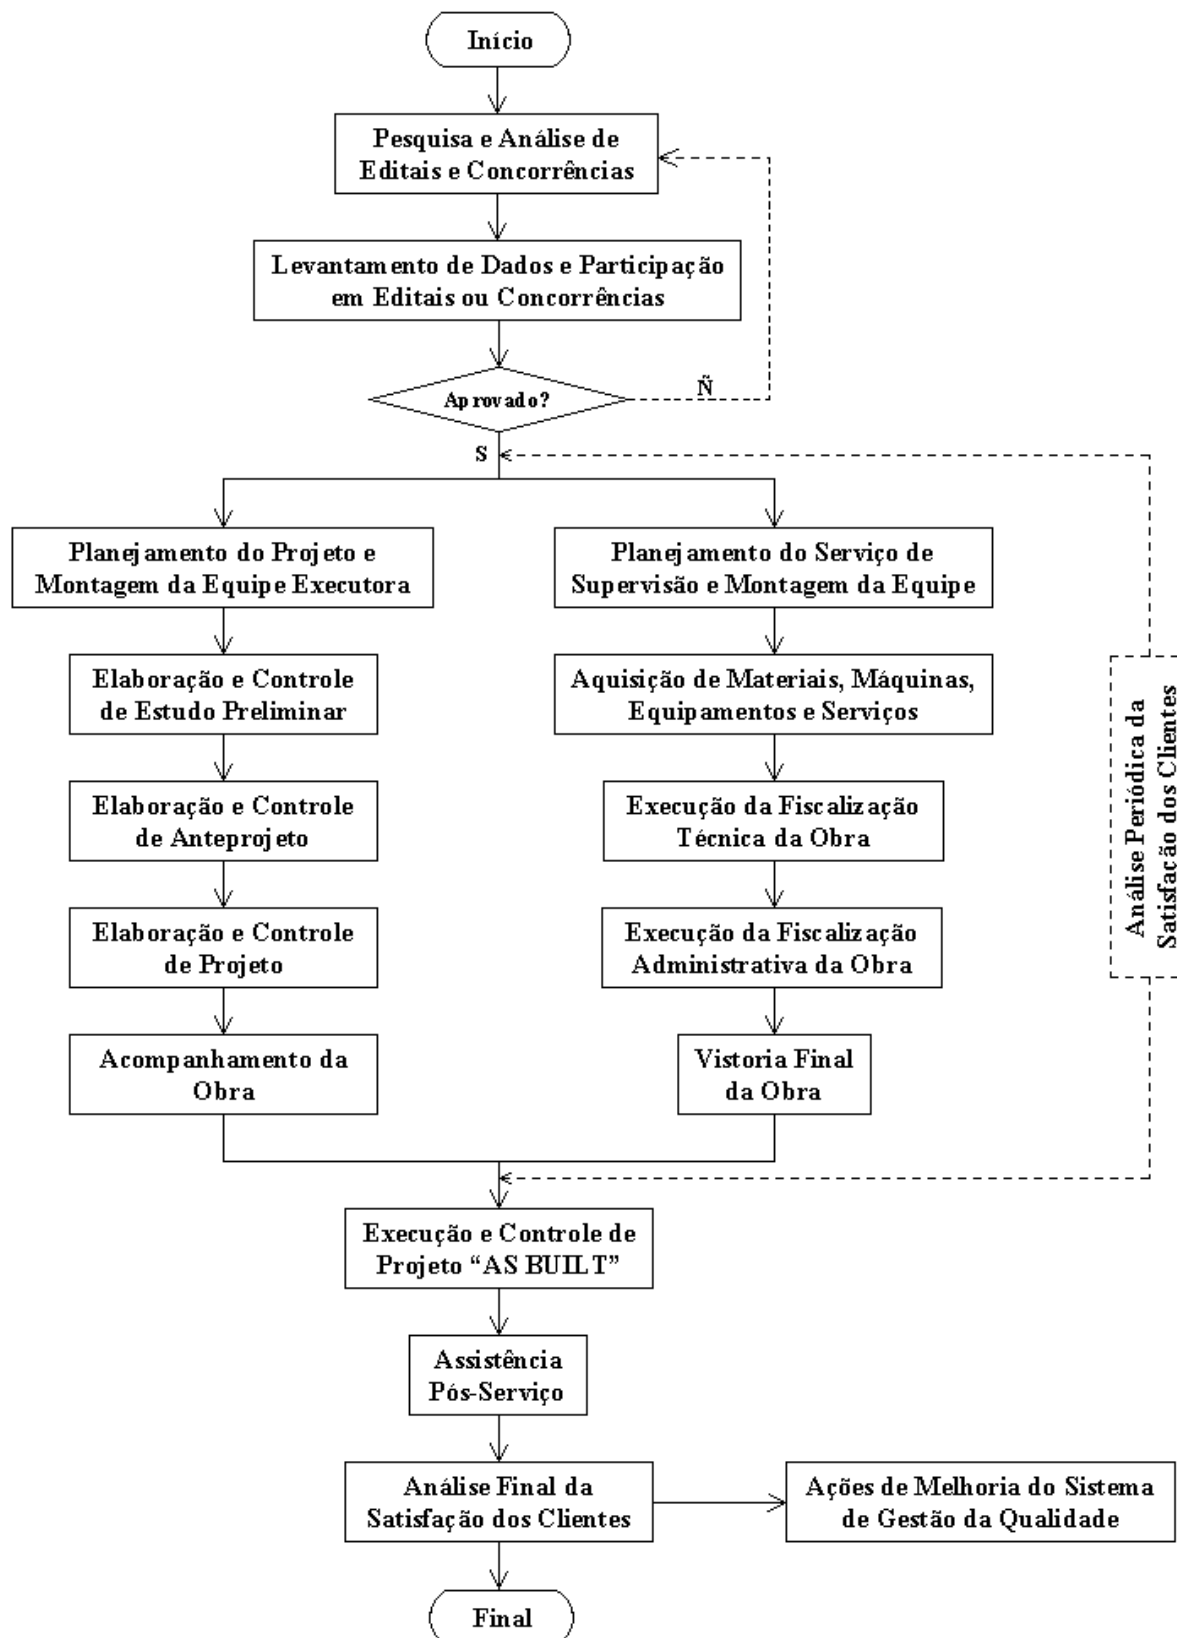 Início
Pesquisa e Análise de
Editais e Concorrências
Levantamento de Dados e Participação
em Editais ou Concorrências
Aprovado?
Ñ
S
Planejamento do Projeto e
Montagem da Equipe Executora
Elaboração e Controle
de Estudo Preliminar
Elaboração e Controle
de Anteprojeto
Elaboração e Controle
de Projeto
Acompanhamento da
Obra
Planejamento do Serviço de
Supervisão e Montagem da Equipe
Aquisição de Materiais, Máquinas,
Equipamentos e Serviços
Execução da Fiscalização
Técnica da Obra
Execução da Fiscalização
Administrativa da Obra
Vistoria Final
da Obra
Análise Periódica da
Satisfação dos Clientes
Execução e Controle de
Projeto “AS BUILT”
Assistência
Pós-Serviço
Análise Final da
Satisfação dos Clientes
Ações de Melhoria do Sistema
de Gestão da Qualidade
Final